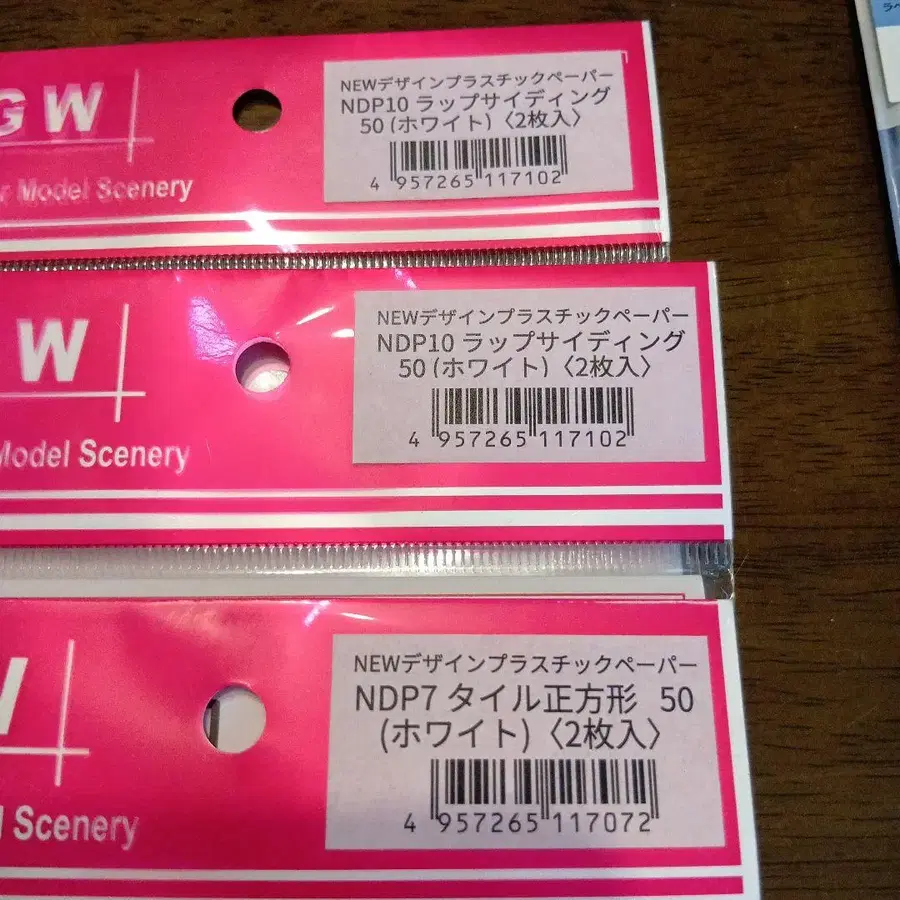 GW
r Model Scenery
NEWデザインプラスチックペーパー
NDP10 ラップサイディング
50 (ホワイト) 〈2枚入〉
4 957265 117102
W
Model Scenery
NEWデザインプラスチックペーパー
NDP10 ラップサイディング
50 (ホワイト) 〈2枚入〉
4 957265 117102
W
l Scenery
NEWデザインプラスチックペーパー
NDP7 タイル正方形 50
(ホワイト) 〈2枚入〉
4 957265 117072